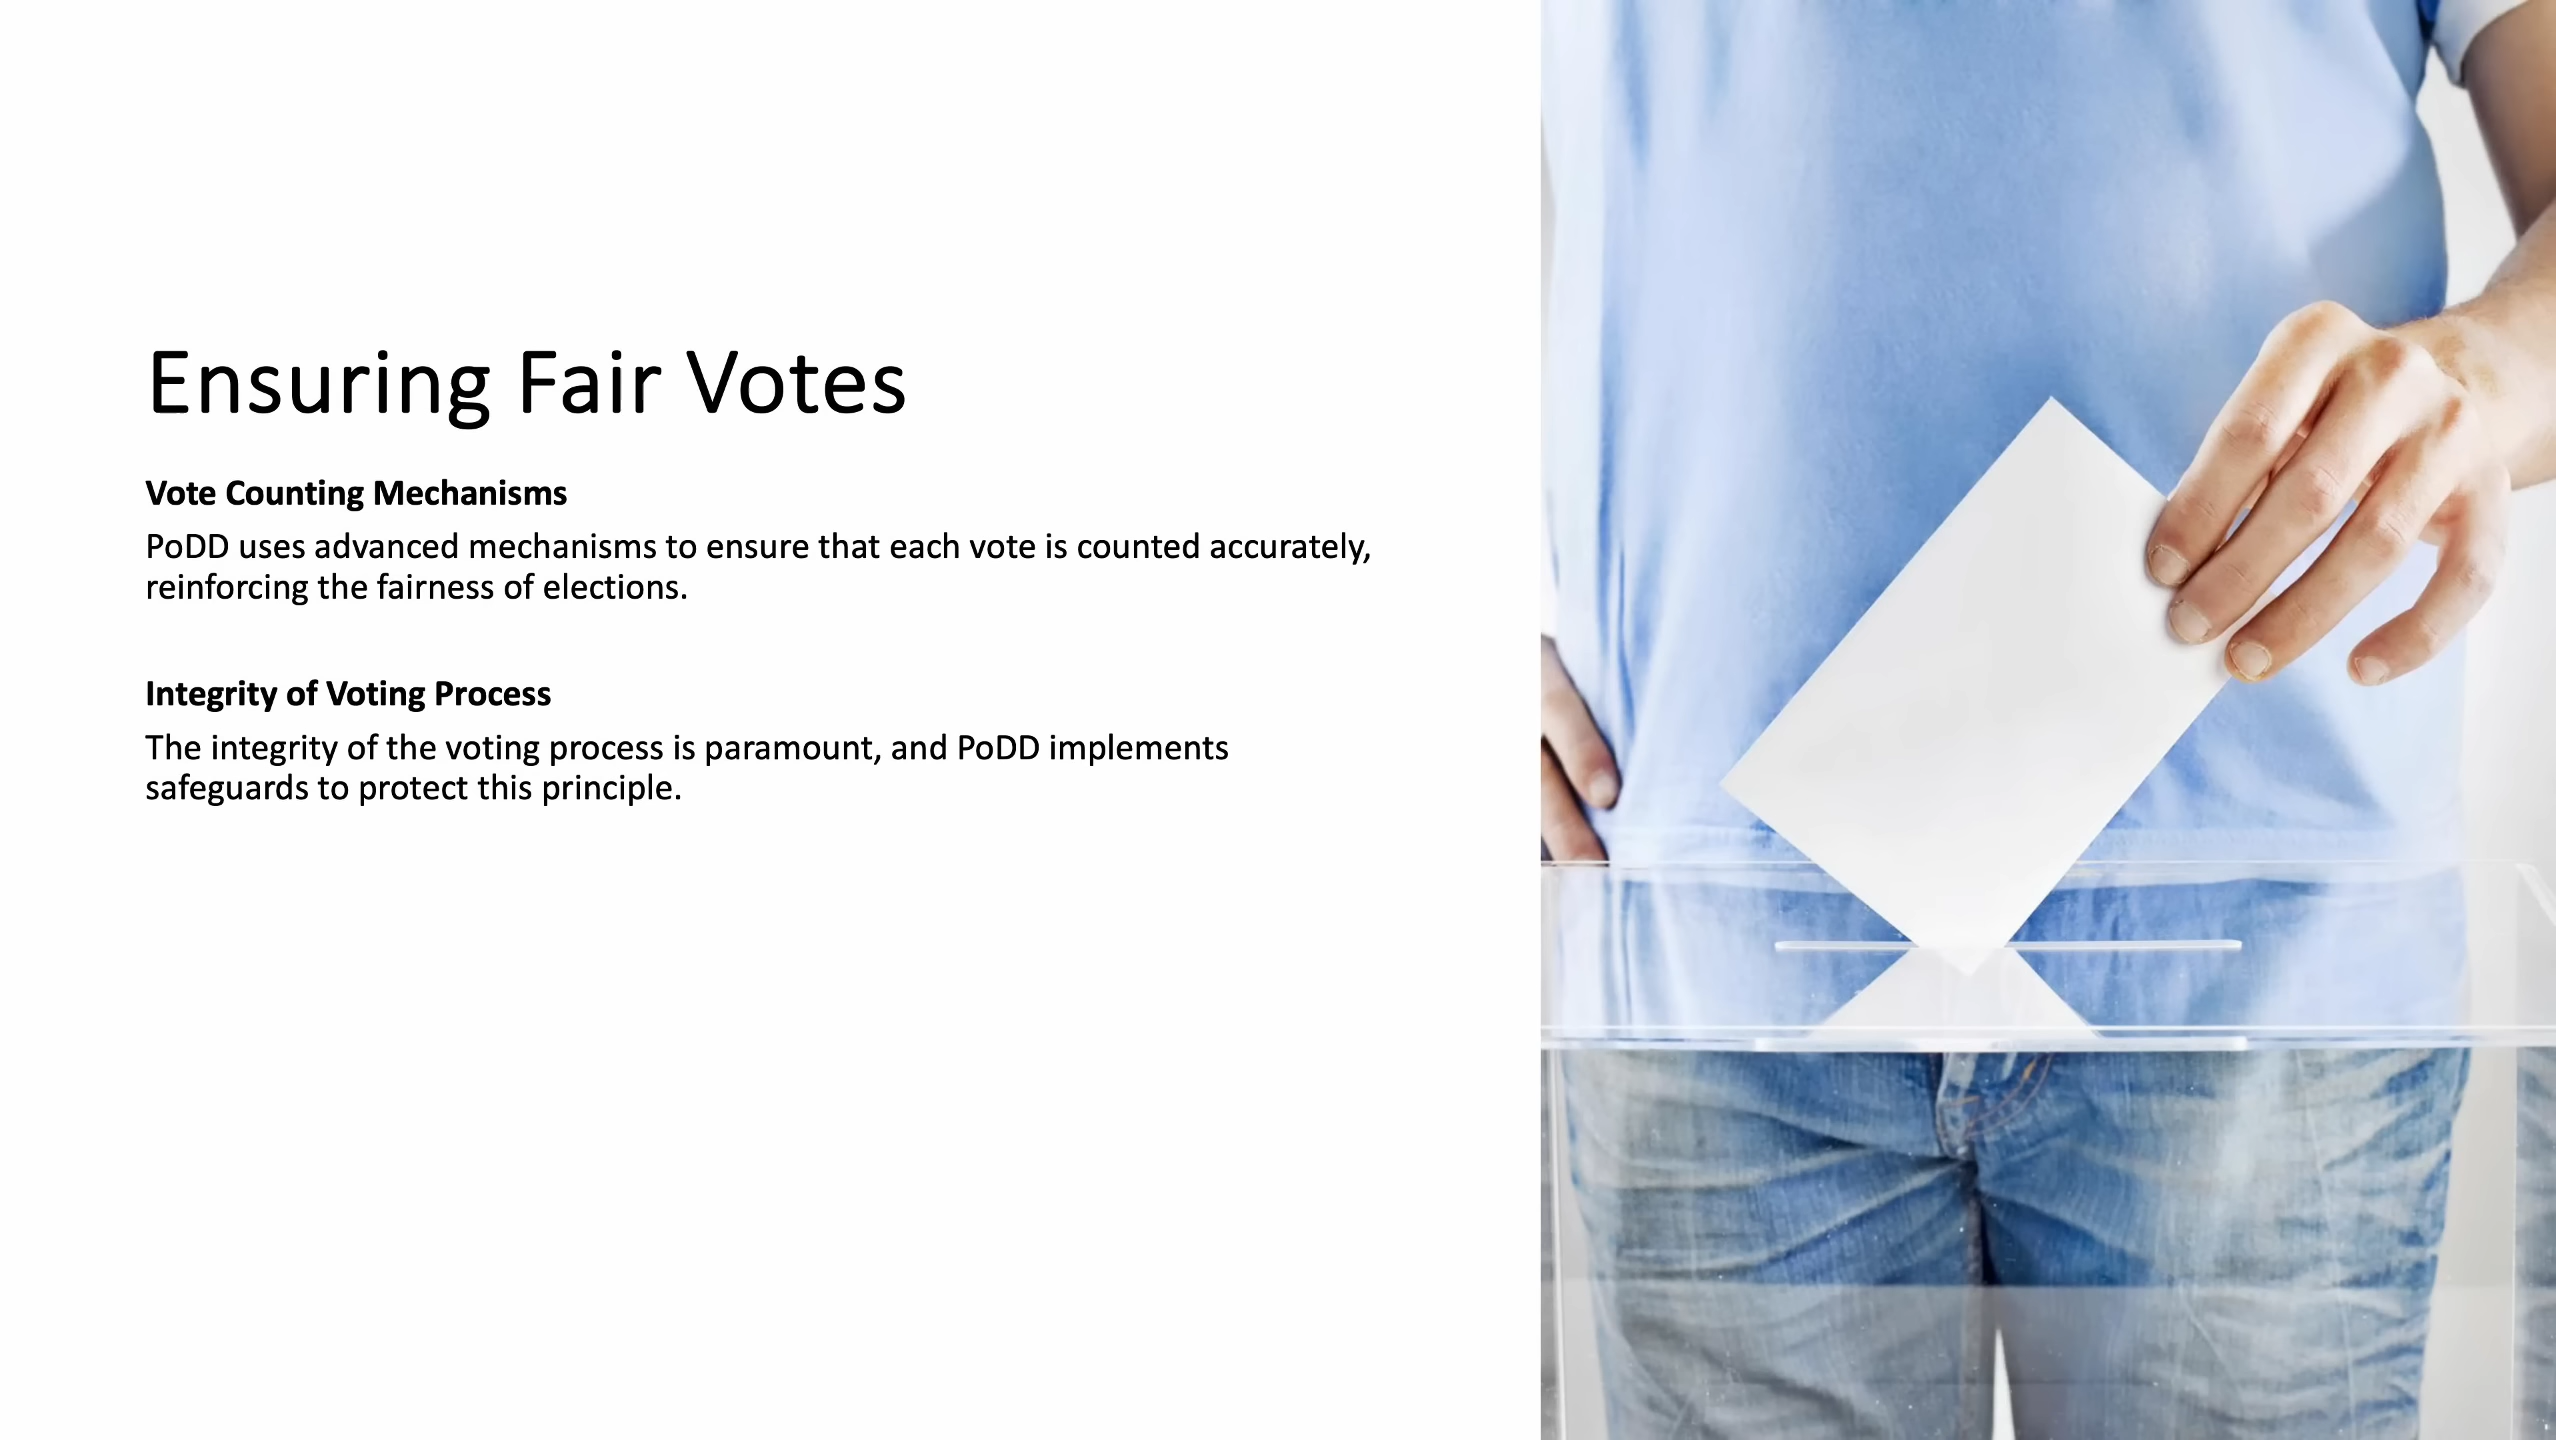 Ensuring Fair Votes
Vote Counting Mechanisms
PoDD uses advanced mechanisms to ensure that each vote is counted accurately,
reinforcing the fairness of elections.
Integrity of Voting Process
The integrity of the voting process is paramount, and PoDD implements
safeguards to protect this principle.